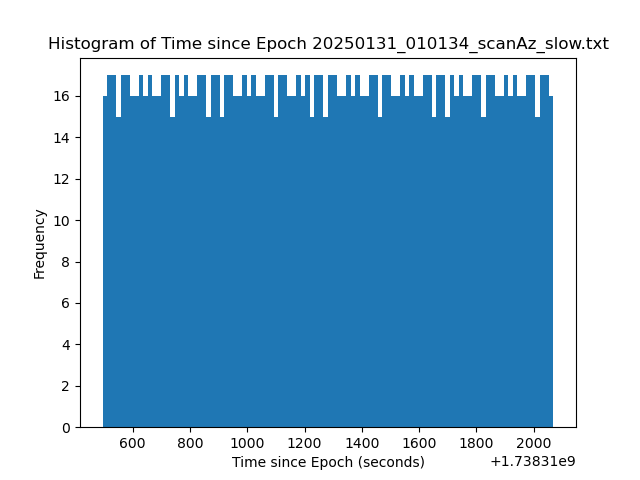 Histogram of Time since Epoch 20250131_010134_scanAz_slow.txt
16
14
12
10
8
6
4
2
0
Frequency
600 800 1000 1200 1400 1600 1800 2000
Time since Epoch (seconds)
+1.73831e9